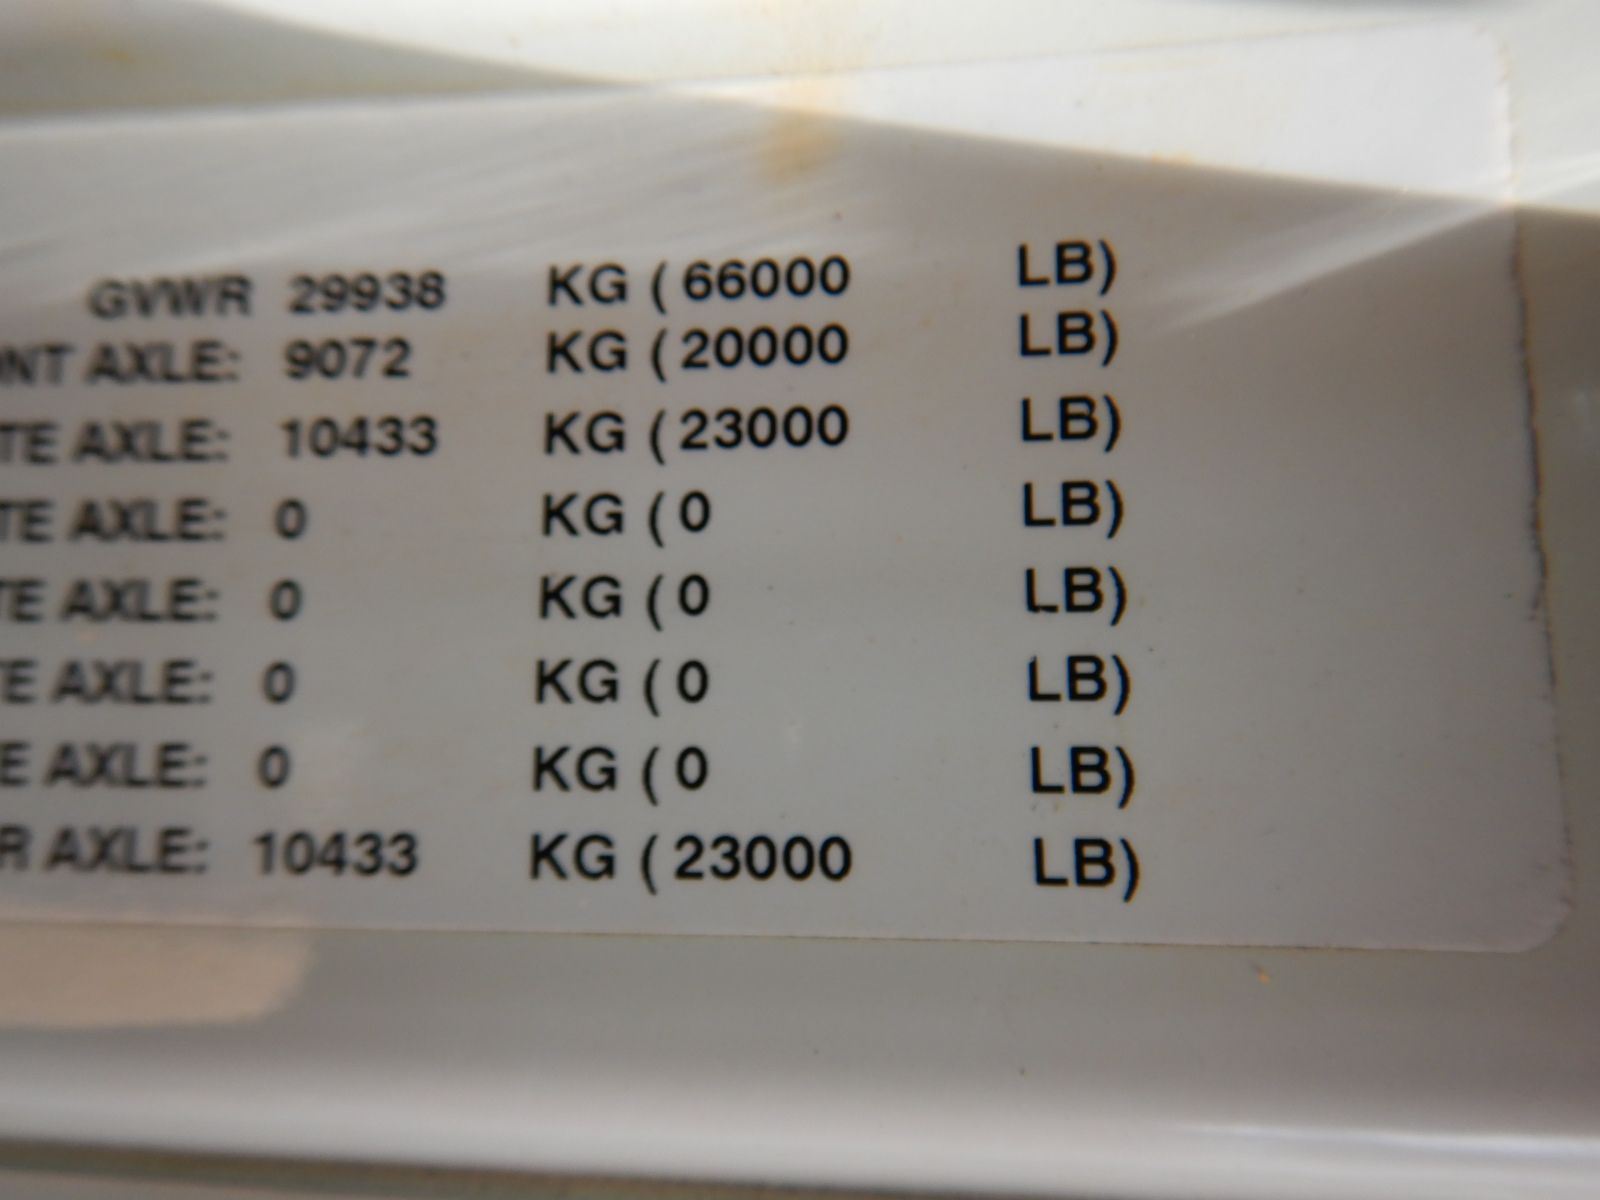 GVWR 29938 KG (66000 LB)
ONT AXLE: 9072 KG (20000 LB)
TE AXLE: 10433 KG (23000 LB)
TE AXLE: 0 KG (0 LB)
TE AXLE: 0 KG (0 LB)
TE AXLE: 0 KG (0 LB)
E AXLE: 0 KG (0 LB)
R AXLE: 10433 KG (23000 LB)